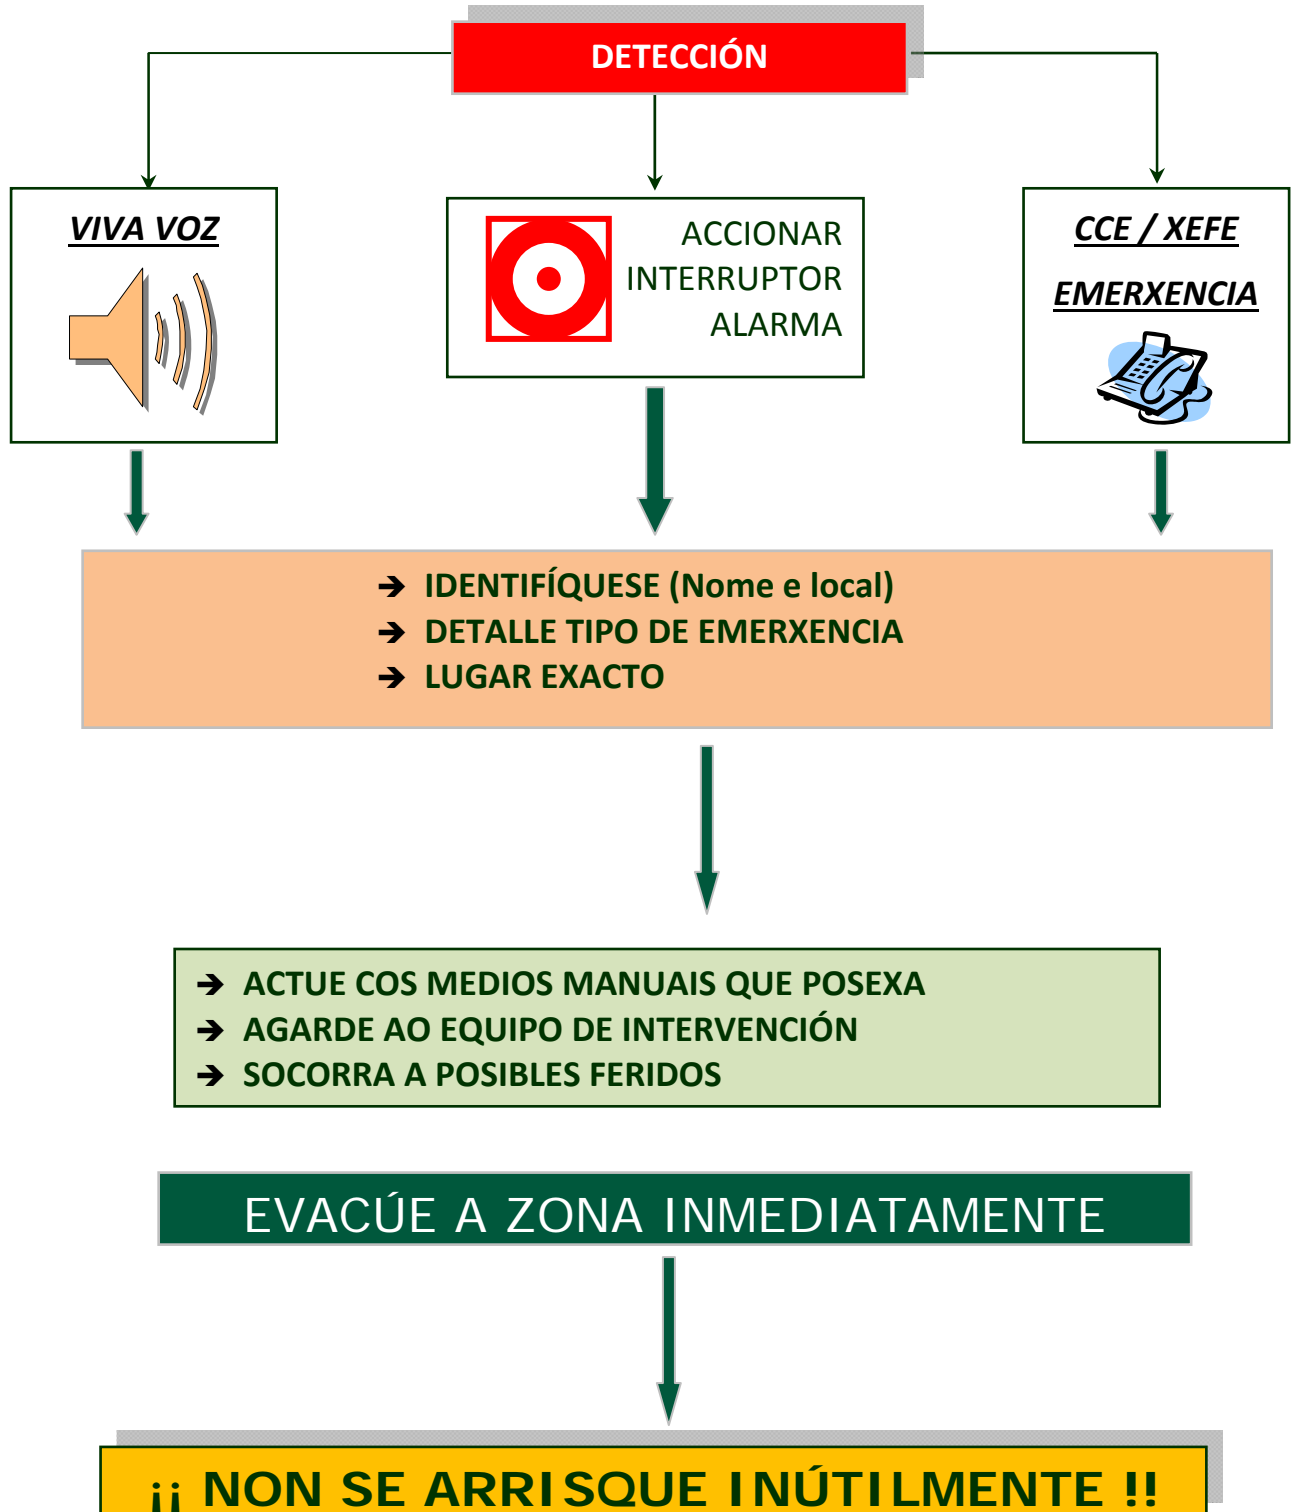 DETECCIÓN
VIVA VOZ
ACCIONAR
INTERRUPTOR
ALARMA
CCE / XEFE
EMERXENCIA
➔ IDENTIFÍQUESE (Nome e local)
➔ DETALLE TIPO DE EMERXENCIA
➔ LUGAR EXACTO
➔ ACTUE COS MEDIOS MANUAIS QUE POSEXA
➔ AGARDE AO EQUIPO DE INTERVENCIÓN
➔ SOCORRA A POSIBLES FERIDOS
EVACÚE A ZONA INMEDIATAMENTE
¡¡ NON SE ARRISQUE INÚTILMENTE !!